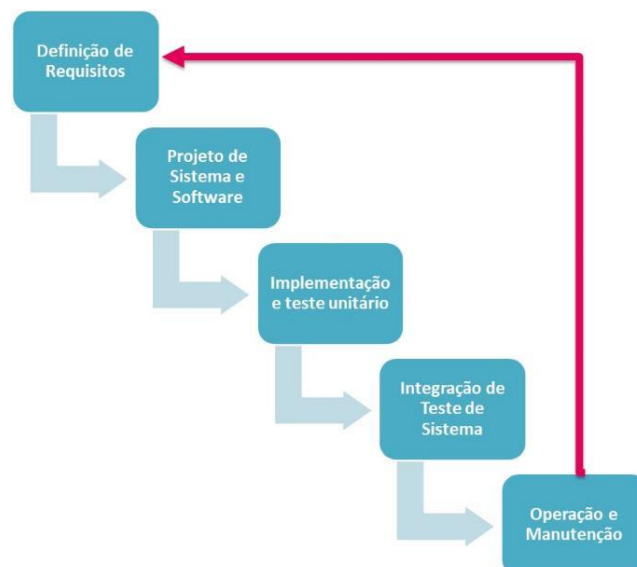 Definição de
Requisitos
Projeto de
Sistema e
Software
Implementação
e teste unitário
Integração de
Teste de
Sistema
Operação e
Manutenção